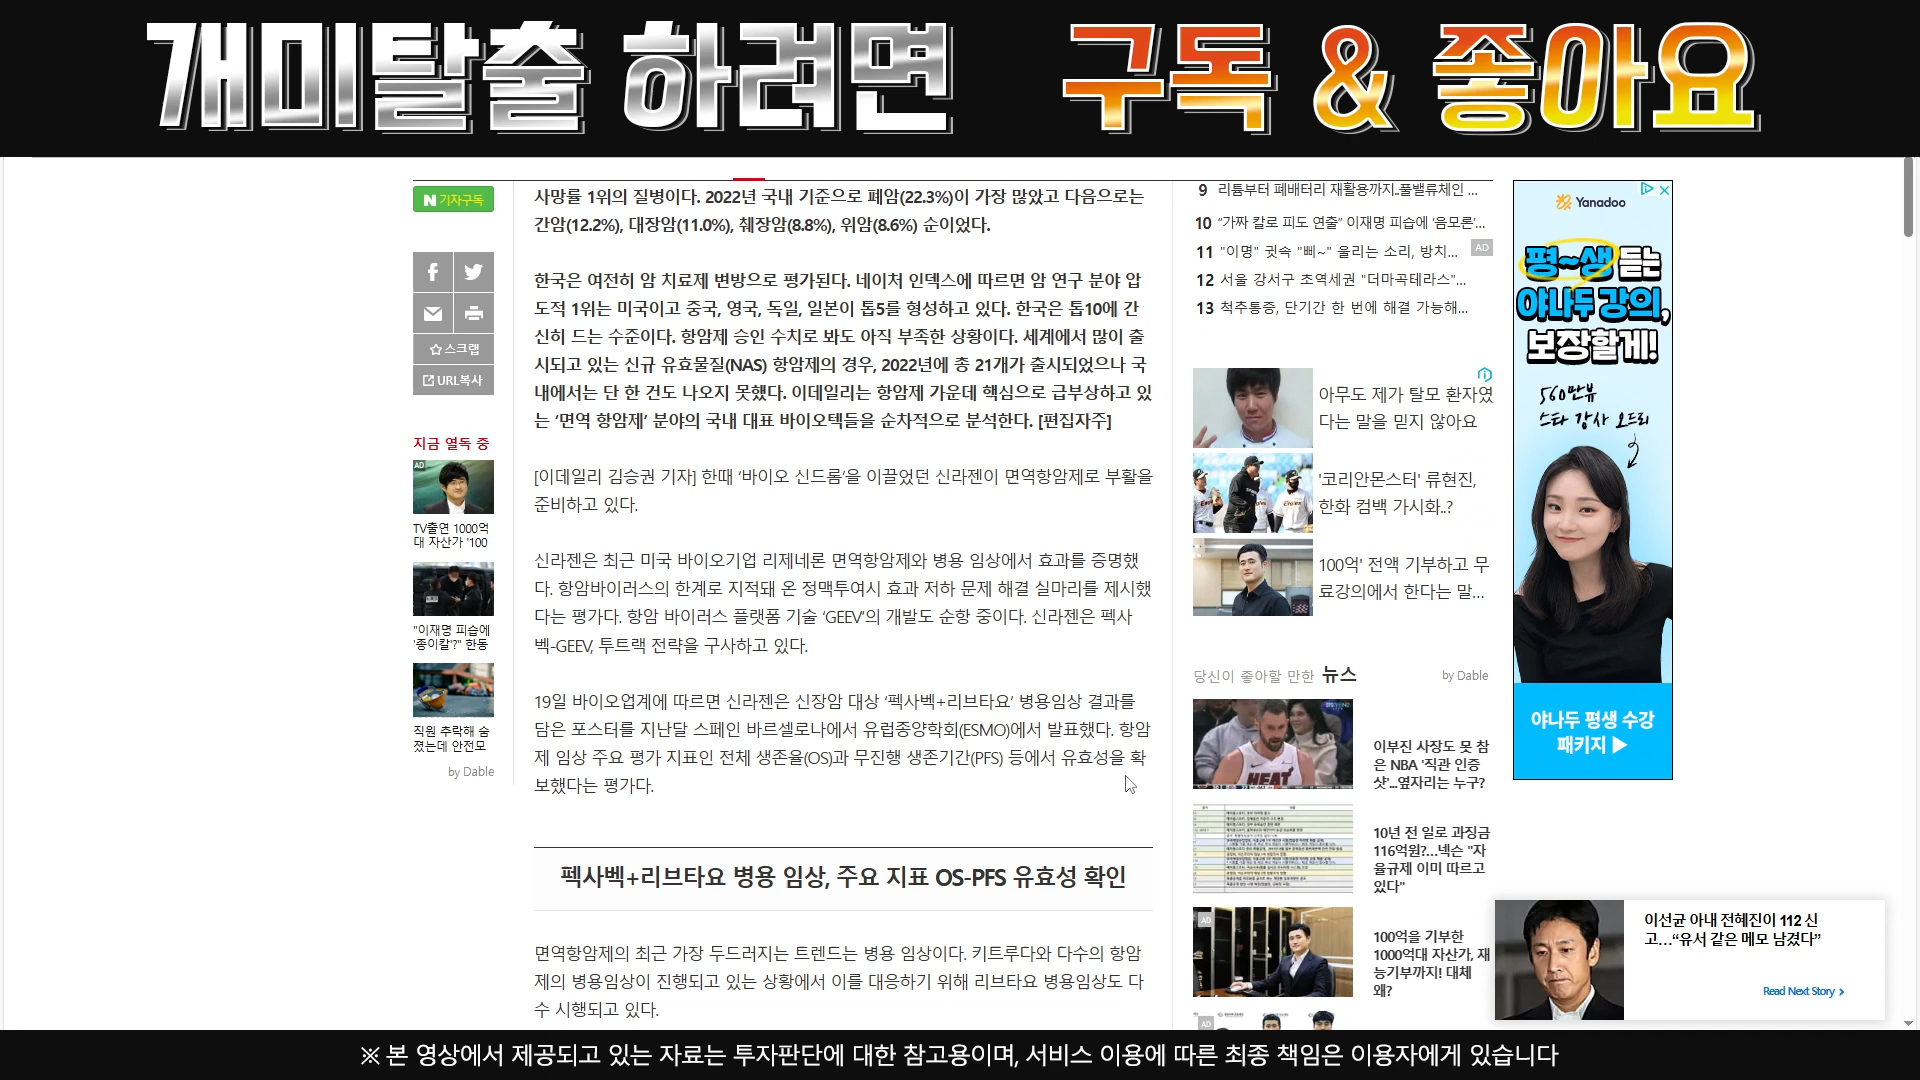 개미탈출 하려면 구독 & 좋아요
N 기자구독
스크랩
URL복사
지금 열독 중
AD
TV출연 1000억
대 자산가 '100
"이재명 피습에
'종이칼'?" 한동
직원 추락해 숨
졌는데 안전모
by Dable
사망률 1위의 질병이다. 2022년 국내 기준으로 폐암(22.3%)이 가장 많았고 다음으로는
간암(12.2%), 대장암(11.0%), 췌장암(8.8%), 위암(8.6%) 순이었다.
한국은 여전히 암 치료제 변방으로 평가된다. 네이처 인덱스에 따르면 암 연구 분야 압
도적 1위는 미국이고 중국, 영국, 독일, 일본이 톱5를 형성하고 있다. 한국은 톱10에 간
신히 드는 수준이다. 항암제 승인 수치로 봐도 아직 부족한 상황이다. 세계에서 많이 출
시되고 있는 신규 유효물질(NAS) 항암제의 경우, 2022년에 총 21개가 출시되었으나 국
내에서는 단 한 건도 나오지 못했다. 이데일리는 항암제 가운데 핵심으로 급부상하고 있
는 ‘면역 항암제’ 분야의 국내 대표 바이오텍들을 순차적으로 분석한다. [편집자주]
[이데일리 김승권 기자] 한때 ‘바이오 신드롬’을 이끌었던 신라젠이 면역항암제로 부활을
준비하고 있다.
신라젠은 최근 미국 바이오기업 리제네론 면역항암제와 병용 임상에서 효과를 증명했
다. 항암바이러스의 한계로 지적돼 온 정맥투여시 효과 저하 문제 해결 실마리를 제시했
다는 평가다. 항암 바이러스 플랫폼 기술 ‘GEEV’의 개발도 순항 중이다. 신라젠은 펙사
벡-GEEV, 투트랙 전략을 구사하고 있다.
19일 바이오업계에 따르면 신라젠은 신장암 대상 ‘펙사벡+리브타요’ 병용임상 결과를
담은 포스터를 지난달 스페인 바르셀로나에서 유럽종양학회(ESMO)에서 발표했다. 항암
제 임상 주요 평가 지표인 전체 생존율(OS)과 무진행 생존기간(PFS) 등에서 유효성을 확
보했다는 평가다.
펙사벡+리브타요 병용 임상, 주요 지표 OS-PFS 유효성 확인
면역항암제의 최근 가장 두드러지는 트렌드는 병용 임상이다. 키트루다와 다수의 항암
제의 병용임상이 진행되고 있는 상황에서 이를 대응하기 위해 리브타요 병용임상도 다
수 시행되고 있다.
9 리튬부터 폐배터리 재활용까지..풀밸류체인 ...
10 “가짜 칼로 피도 연출” 이재명 피습에 ‘음모론’...
11 "이명" 귓속 "삐~" 울리는 소리, 방치... AD
12 서울 강서구 초역세권 "더마곡테라스"...
13 척추통증, 단기간 한 번에 해결 가능해...
아무도 제가 탈모 환자였
다는 말을 믿지 않아요
'코리안몬스터' 류현진,
한화 컴백 가시화..?
100억' 전액 기부하고 무
료강의에서 한다는 말...
당신이 좋아할 만한 뉴스
by Dable
이부진 사장도 못 참
은 NBA '직관 인증
샷'...옆자리는 누구?
10년 전 일로 과징금
116억원?…넥슨 "자
율규제 이미 따르고
있다"
AD
100억을 기부한
1000억대 자산가, 재
능기부까지! 대체
왜?
AD
Yanadoo
평~생 듣는
야나두 강의,
보장할게!
560만뷰
스타 강사 오드리
야나두 평생 수강
패키지 ▶
이선균 아내 전혜진이 112 신
고…“유서 같은 메모 남겼다”
Read Next Story
※ 본 영상에서 제공되고 있는 자료는 투자판단에 대한 참고용이며, 서비스 이용에 따른 최종 책임은 이용자에게 있습니다